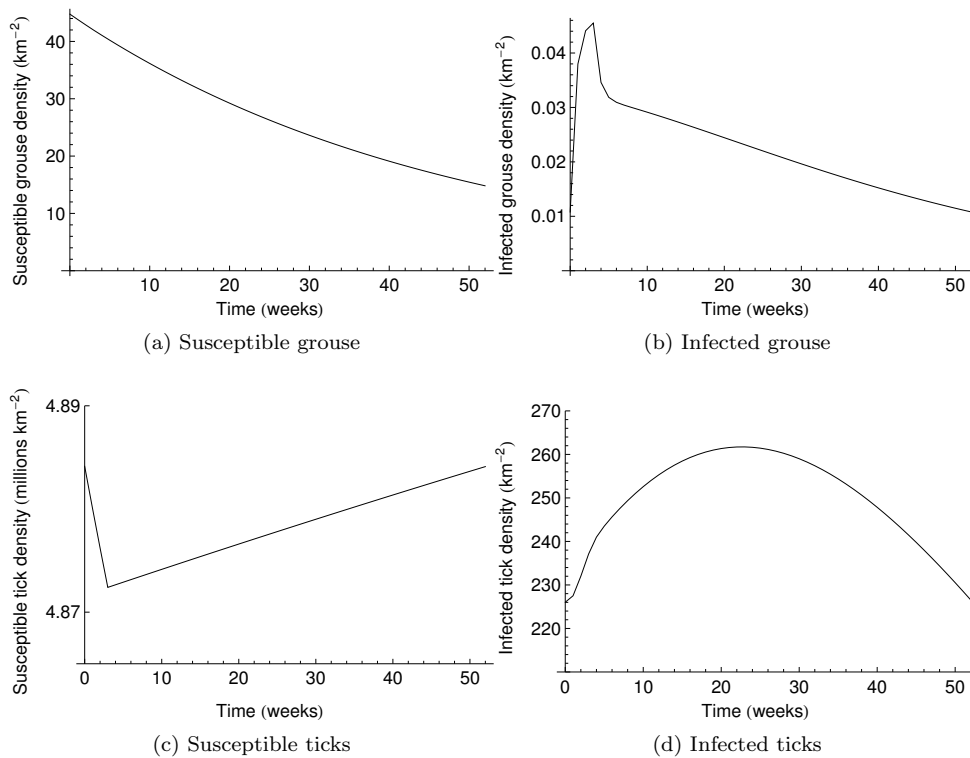 Susceptible grouse density (km⁻²)
40
30
20
10
10 20 30 40 50
Time (weeks)
(a) Susceptible grouse
Infected grouse density (km⁻²)
0.04
0.03
0.02
0.01
10 20 30 40 50
Time (weeks)
(b) Infected grouse
Susceptible tick density (millions km⁻²)
4.89
4.87
0 10 20 30 40 50
Time (weeks)
(c) Susceptible ticks
Infected tick density (km⁻²)
270
260
250
240
230
220
0 10 20 30 40 50
Time (weeks)
(d) Infected ticks